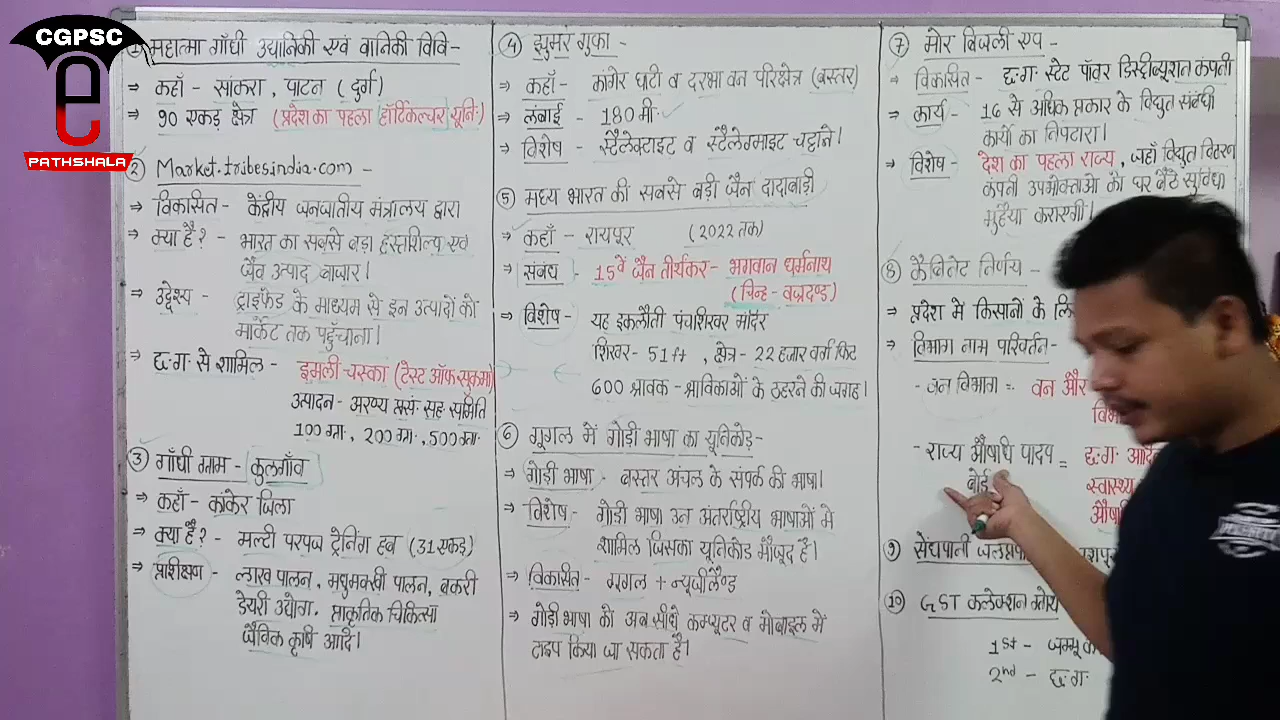 CGPSC
e
PATHSHALA
① महात्मा गाँधी उद्यानिकी एवं वानिकी विवि -
⇒ कहाँ - सांकरा, पाटन (दुर्ग)
⇒ 90 एकड़ क्षेत्र (प्रदेश का पहला हॉर्टिकल्चर यूनि॰)
② Market.tribesindia.com -
⇒ विकसित - केंद्रीय जनजातीय मंत्रालय द्वारा
⇒ क्या है? - भारत का सबसे बड़ा हस्तशिल्प एवं
जैव उत्पाद बाजार।
⇒ उद्देश्य - ट्राइफेड के माध्यम से इन उत्पादों को
मार्केट तक पहुँचाना।
⇒ छ॰ग॰ से शामिल - इमली चस्का (टेस्ट ऑफ सुकमा)
उत्पादन - अरण्य स्वयं सह समिति
100 ग्रा॰, 200 ग्रा॰, 500 ग्रा॰
③ गाँधी ग्राम - कुलगाँव
⇒ कहाँ - कांकेर जिला
⇒ क्या है? - मल्टी परपज ट्रेनिंग हब (31 एकड़)
⇒ प्रशिक्षण - लाख पालन, मधुमक्खी पालन, बकरी
डेयरी उद्योग, प्राकृतिक चिकित्सा
जैविक कृषि आदि।
④ झुमर गुफा -
⇒ कहाँ - कांगेर घाटी व दरभा वन परिक्षेत्र (बस्तर)
⇒ लंबाई - 180 मी॰
⇒ विशेष - स्टैलेक्टाइट व स्टैलेग्माइट चट्टाने।
⑤ मध्य भारत की सबसे बड़ी जैन दादाबाड़ी
⇒ कहाँ - रायपुर (2022 तक)
⇒ संबंध - 15वें जैन तीर्थकर - भगवान धर्मनाथ
(चिन्ह - वज्रदण्ड)
⇒ विशेष - यह इकलौती पंचशिखर मंदिर
शिखर - 51 ft, क्षेत्र - 22 हजार वर्ग फिट
600 श्रावक - श्राविकाओं के ठहरने की जगह।
⑥ गूगल में गोड़ी भाषा का यूनिकोड -
⇒ गोड़ी भाषा - बस्तर अंचल के संपर्क की भाषा।
⇒ विशेष - गोड़ी भाषा उन अंतर्राष्ट्रीय भाषाओं में
शामिल जिसका यूनिकोड मौजूद है।
⇒ विकसित - गूगल + न्यूजीलैण्ड
⇒ गोड़ी भाषा को अब सीधे कम्प्यूटर व मोबाइल में
टाइप किया जा सकता है।
⑦ मोर बिजली एप -
⇒ विकसित - छ॰ग॰ स्टेट पॉवर डिस्ट्रीब्यूशन कंपनी
⇒ कार्य - 16 से अधिक प्रकार के विद्युत संबंधी
कार्यो का निपटारा।
⇒ विशेष - देश का पहला राज्य, जहाँ विद्युत वितरण
कंपनी उपभोक्ताओ को घर बैठे सुविधा
मुहैया कराएगी।
⑧ कैबिनेट निर्णय -
⇒ प्रदेश में किसानो के
⇒ विभाग नाम परिवर्तन -
- वन विभाग = वन और
- राज्य औषधि पादप = छ॰ग॰
बोर्ड स्वास्थ्य
⑨
⑩ GST कलेक्शन ग्रोथ
1st - जम्मू
2nd - छ॰ग॰